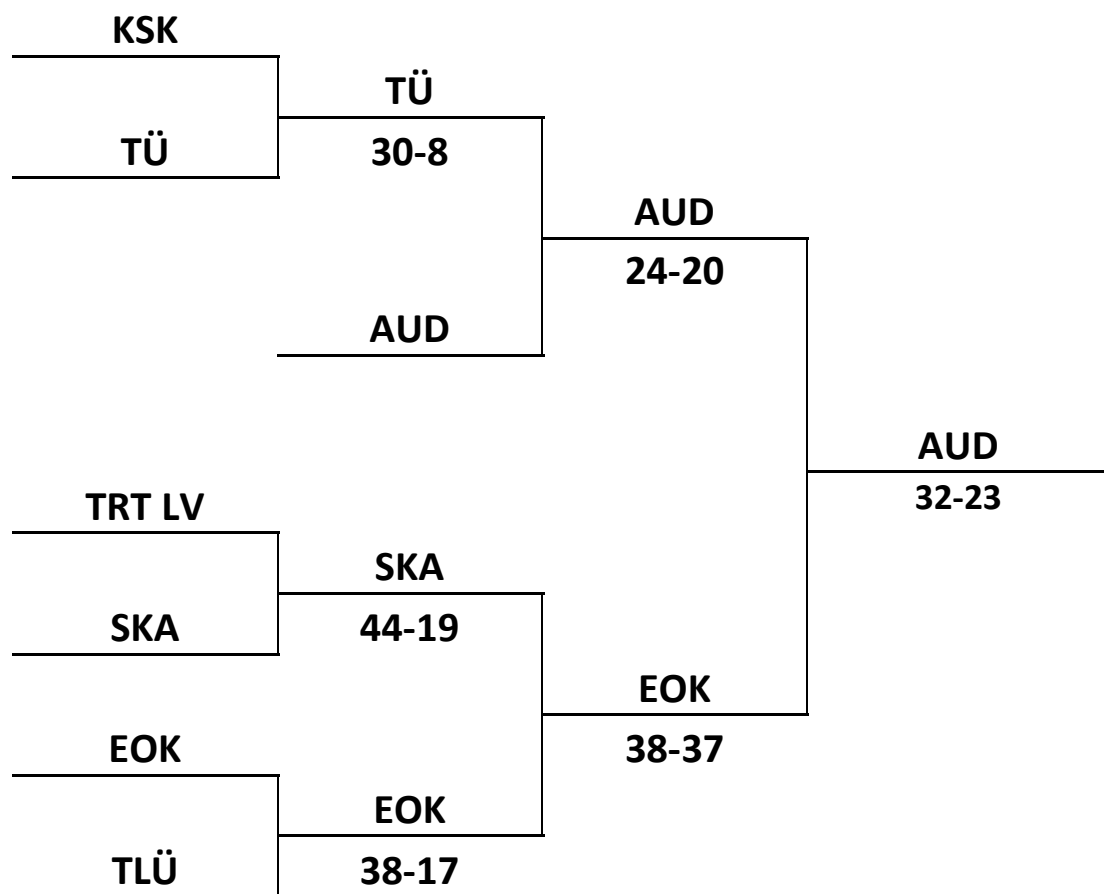 KSK
TÜ
TÜ
30-8
AUD
24-20
AUD
AUD
32-23
TRT LV
SKA
SKA
44-19
EOK
38-37
EOK
EOK
38-17
TLÜ